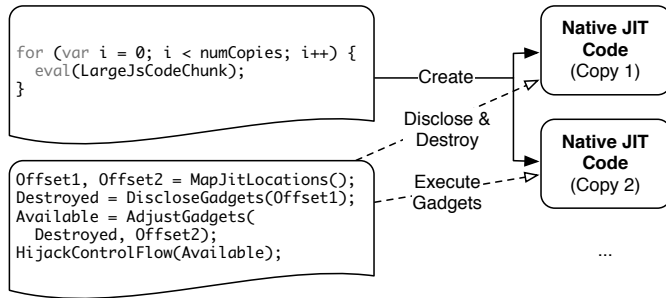 for (var i = 0; i < numCopies; i++) {
eval(LargeJsCodeChunk);
}
Create
Native JIT
Code
(Copy 1)
Disclose &
Destroy
Native JIT
Code
(Copy 2)
Offset1, Offset2 = MapJitLocations();
Destroyed = DiscloseGadgets(Offset1);
Available = AdjustGadgets(
Destroyed, Offset2);
HijackControlFlow(Available);
Execute
Gadgets
...